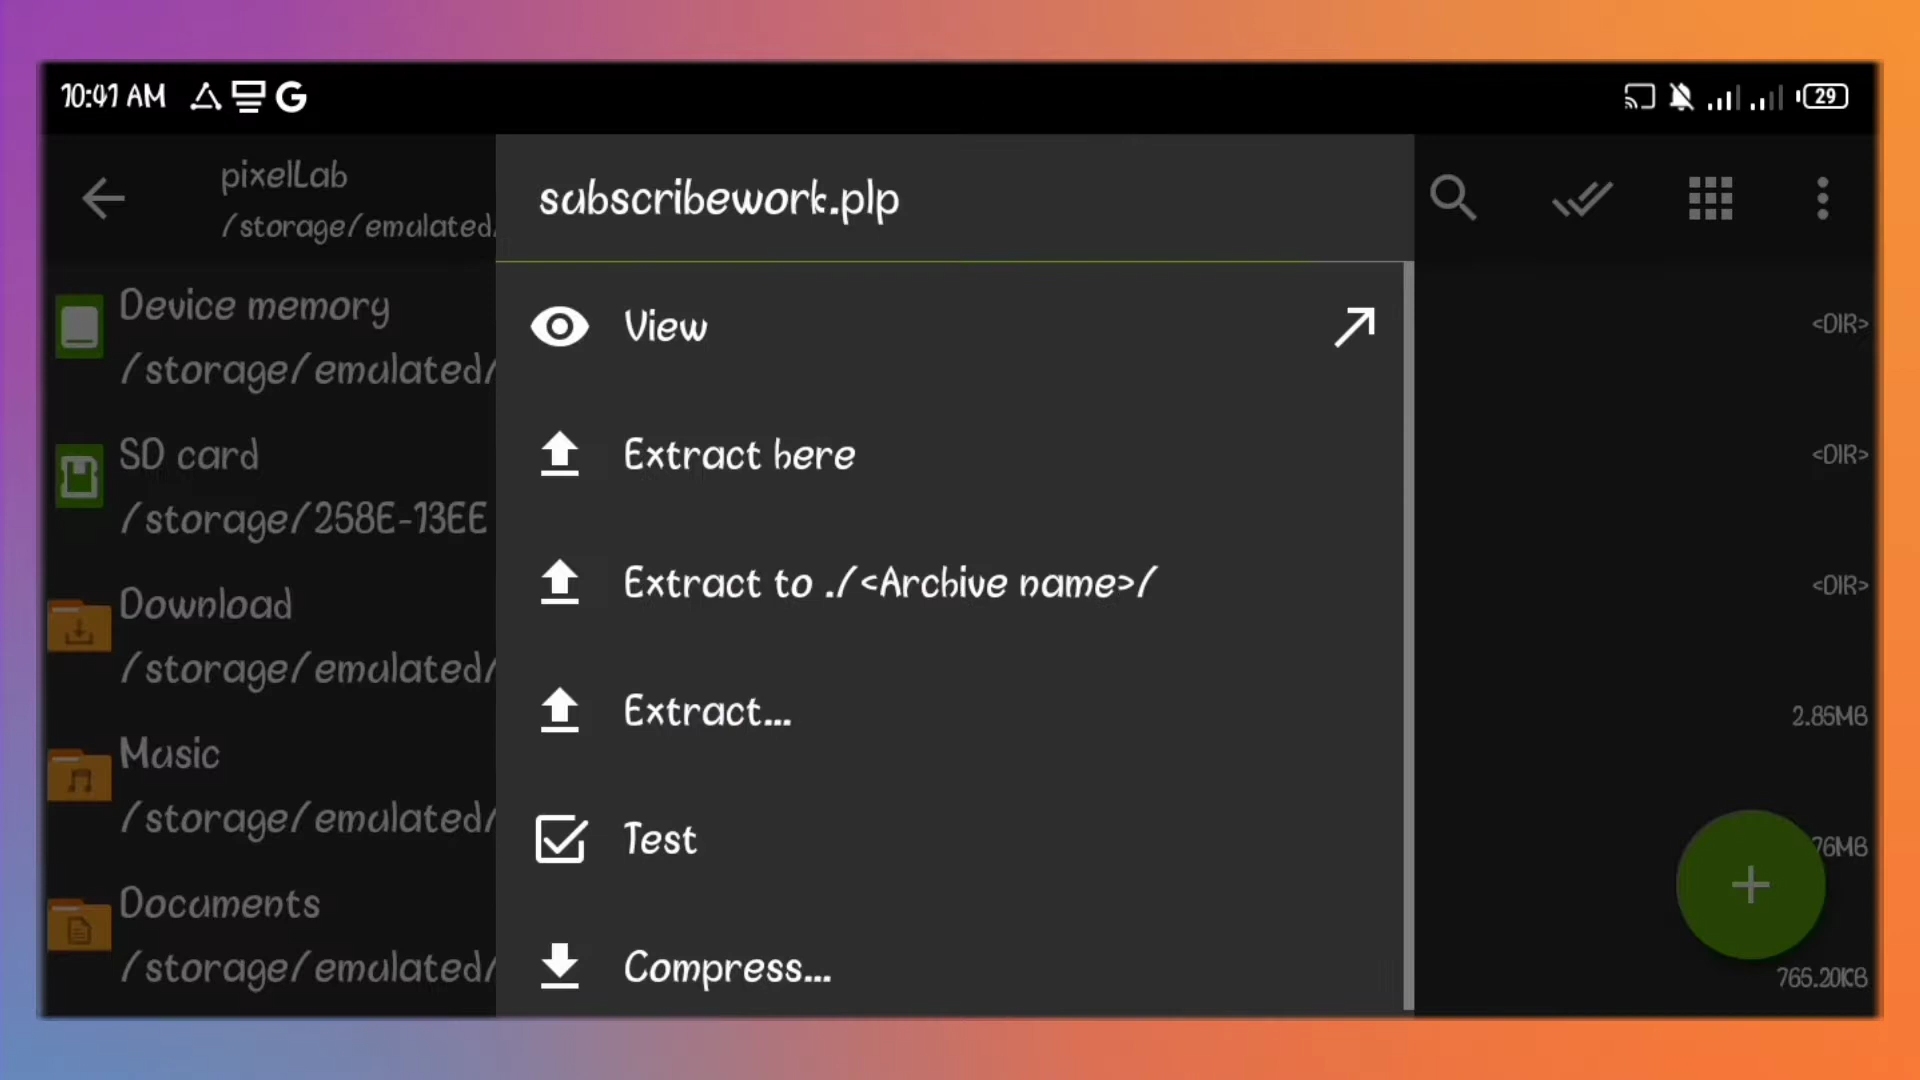 10:41 AM
29
pixelLab
/storage/emulated/
subscribework.plp
Device memory
/storage/emulated/
SD card
/storage/258E-13EE
Download
/storage/emulated/
Music
/storage/emulated/
Documents
/storage/emulated/
View
Extract here
Extract to ./<Archive name>/
Extract...
Test
Compress...
<DIR>
<DIR>
<DIR>
2.85MB
76MB
765.20KB